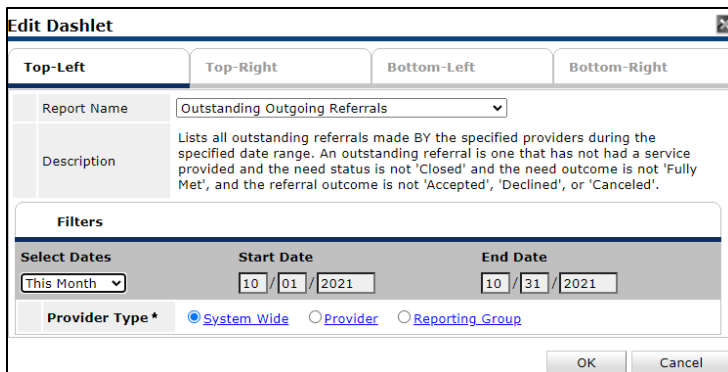 Edit Dashlet
Top-Left Top-Right Bottom-Left Bottom-Right
Report Name Outstanding Outgoing Referrals
Description Lists all outstanding referrals made BY the specified providers during the
specified date range. An outstanding referral is one that has not had a service
provided and the need status is not 'Closed' and the need outcome is not 'Fully
Met', and the referral outcome is not 'Accepted', 'Declined', or 'Canceled'.
Filters
Select Dates Start Date End Date
This Month 10 / 01 / 2021 10 / 31 / 2021
Provider Type* System Wide Provider Reporting Group
OK Cancel